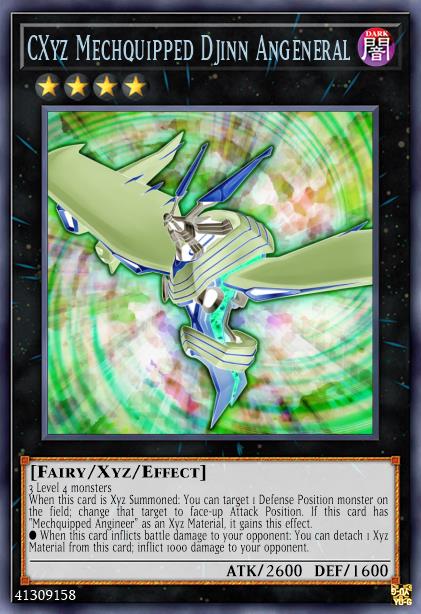 CXyz Mechquipped Djinn Angeneral
DARK
闇
[Fairy/Xyz/Effect]
3 Level 4 monsters
When this card is Xyz Summoned: You can target 1 Defense Position monster on
the field; change that target to face-up Attack Position. If this card has
"Mechquipped Angineer" as an Xyz Material, it gains this effect.
● When this card inflicts battle damage to your opponent: You can detach 1 Xyz
Material from this card; inflict 1000 damage to your opponent.
ATK/2600 DEF/1600
41309158